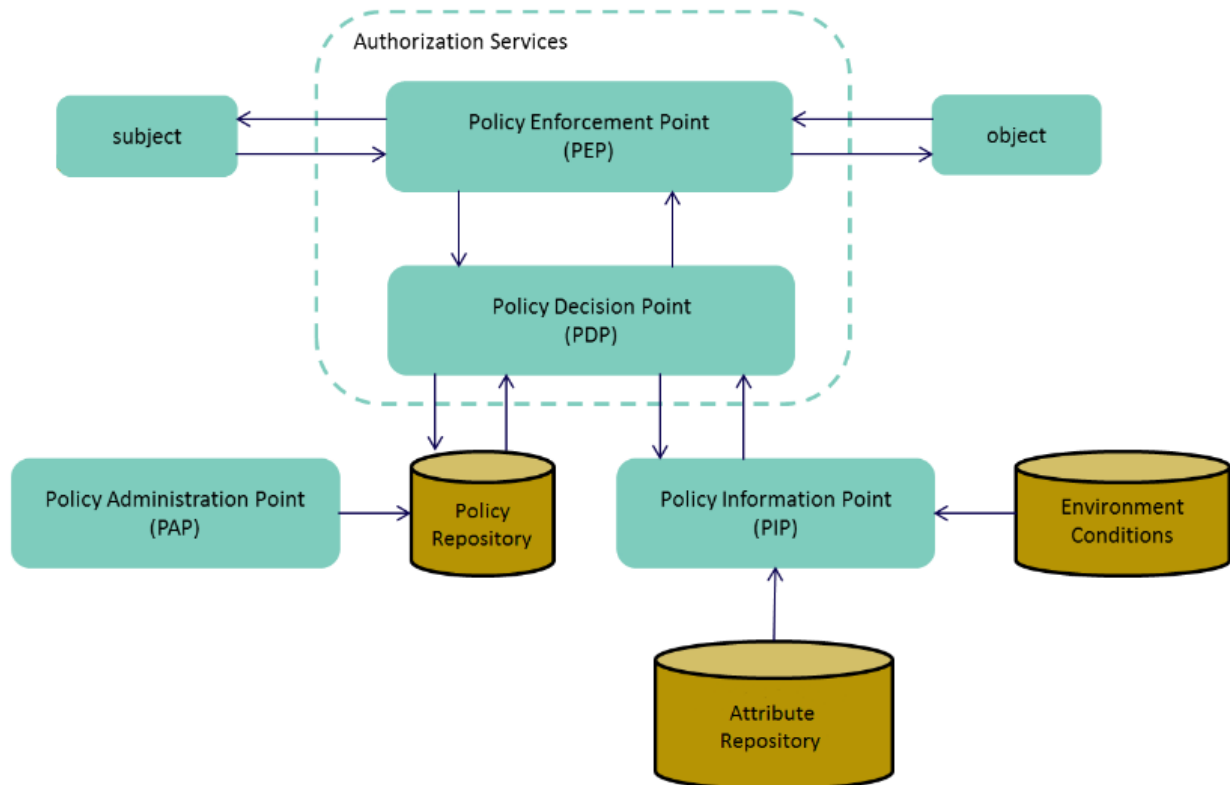 Authorization Services
subject
Policy Enforcement Point
(PEP)
object
Policy Decision Point
(PDP)
Policy Administration Point
(PAP)
Policy
Repository
Policy Information Point
(PIP)
Environment
Conditions
Attribute
Repository